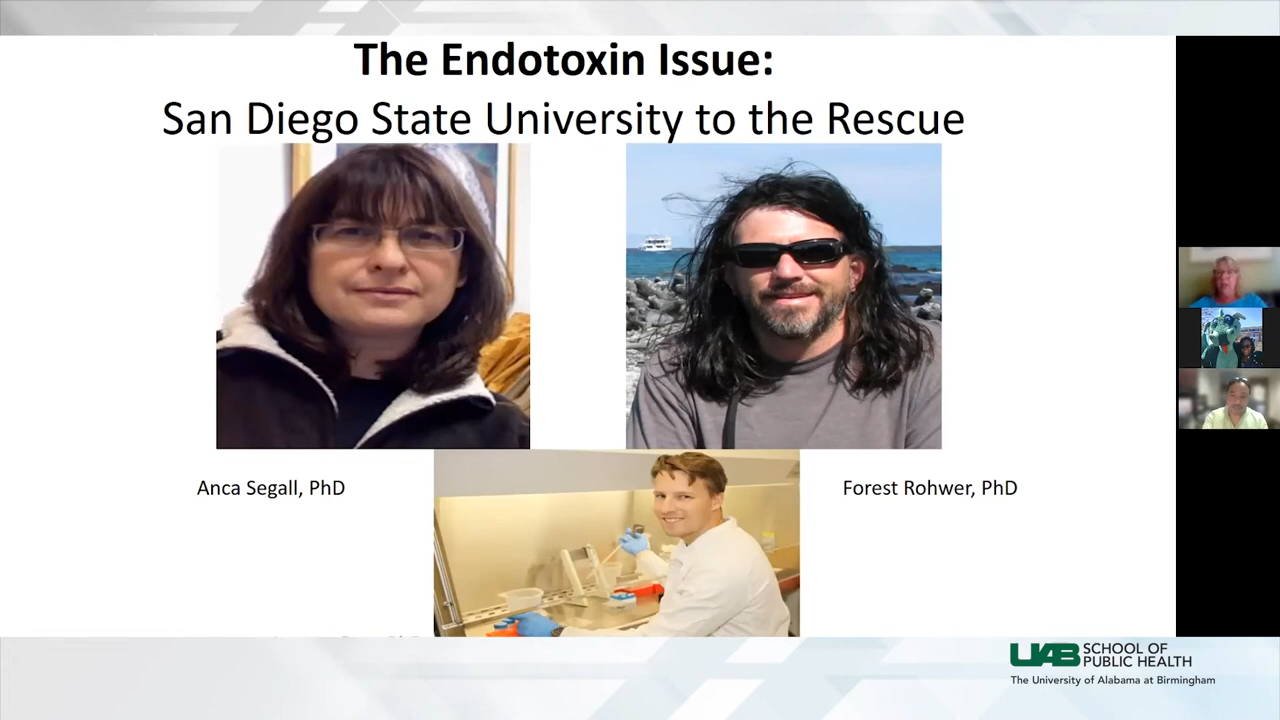 The Endotoxin Issue:
San Diego State University to the Rescue
Anca Segall, PhD
Forest Rohwer, PhD
UAB SCHOOL OF
PUBLIC HEALTH
The University of Alabama at Birmingham